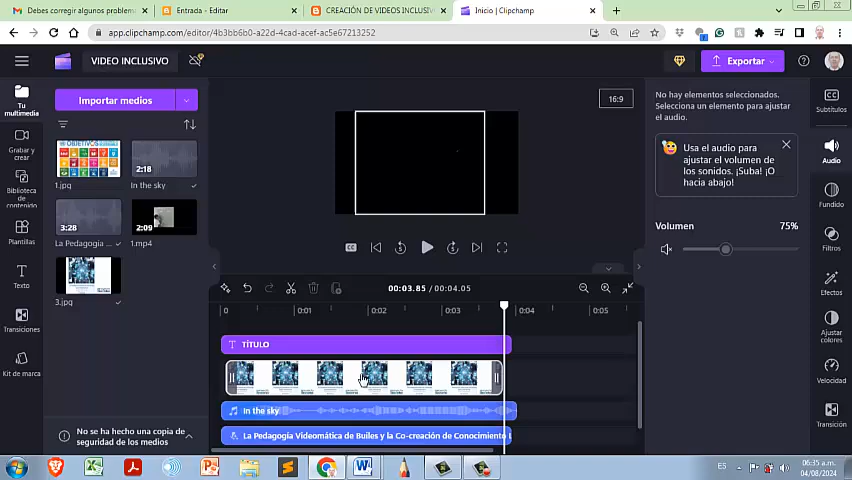 Debes corregir algunos problem
Entrada - Editar
CREACIÓN DE VIDEOS INCLUSIV
Inicio | Clipchamp
app.clipchamp.com/editor/4b3bb6b0-a22d-4cad-acef-ac5e67213252
VIDEO INCLUSIVO
Exportar
Tu multimedia
Grabar y crear
Biblioteca de contenido
Plantillas
Texto
Transiciones
Kit de marca
Importar medios
OBJETIVOS
2:18
1.jpg
In the sky
3:28
2:09
La Pedagogía ...
1.mp4
3.jpg
No se ha hecho una copia de
seguridad de los medios
16:9
00:03.85 / 00:04.05
0
0:01
0:02
0:03
0:04
0:05
TÍTULO
In the sky
La Pedagogía Videomática de Builes y la Co-creación de Conocimiento
No hay elementos seleccionados.
Selecciona un elemento para ajustar
el audio.
Usa el audio para
ajustar el volumen de
los sonidos. ¡Suba! ¡O
hacia abajo!
Volumen
75%
Subtítulos
Audio
Fundido
Filtros
Efectos
Ajustar
colores
Velocidad
Transición
ES
06:35 a.m.
04/08/2024